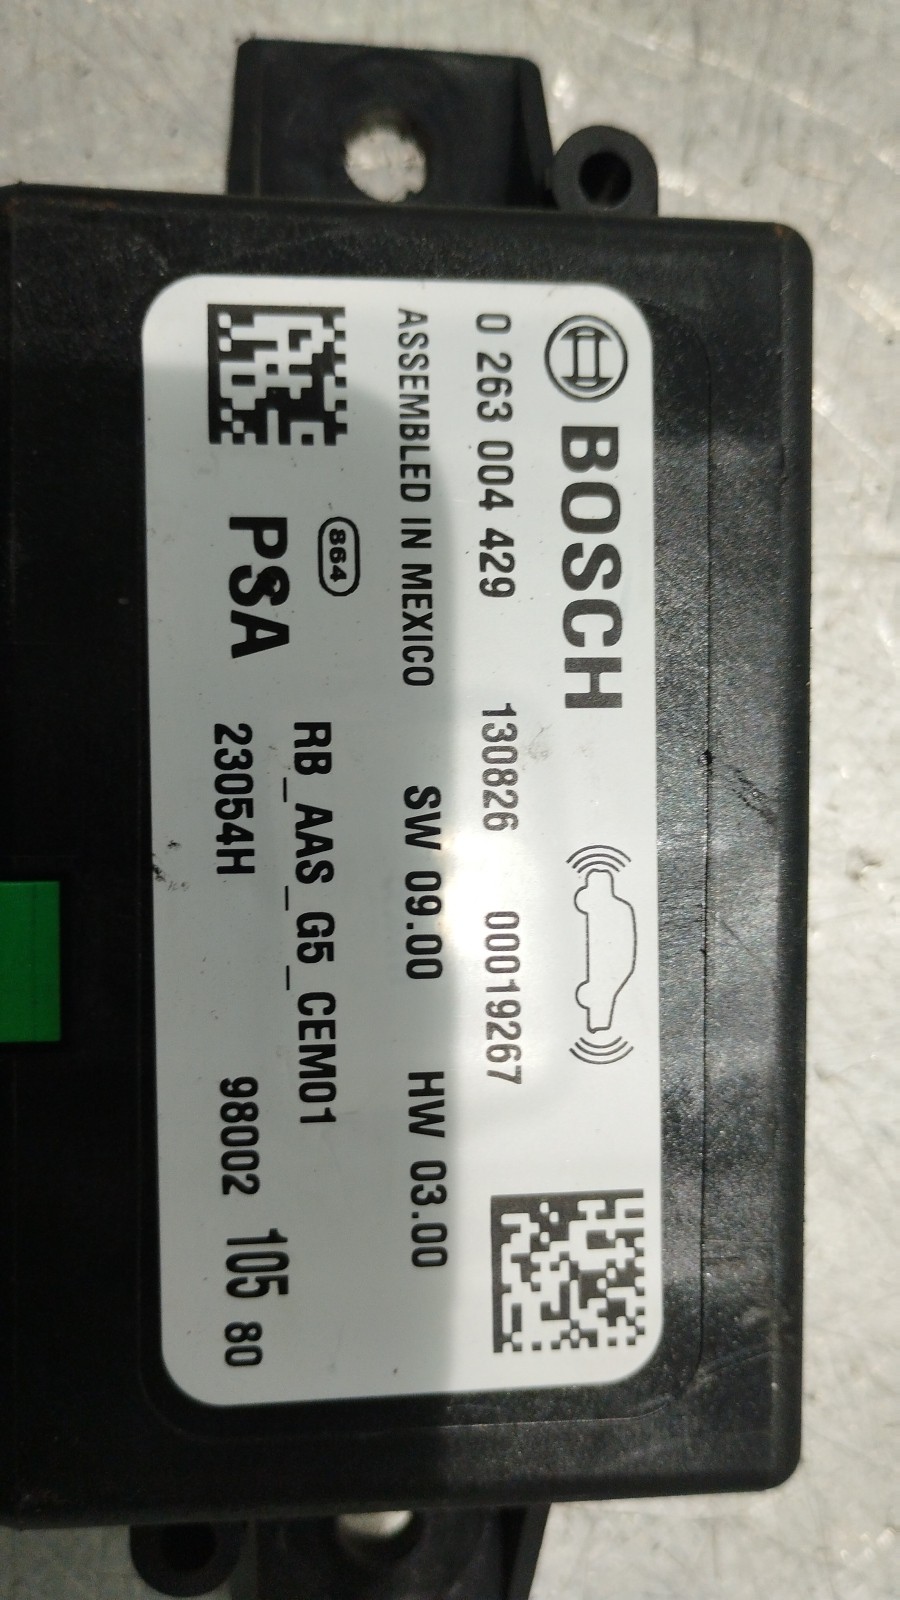 BOSCH
0 263 004 429 130826 00019267
ASSEMBLED IN MEXICO SW 09.00 HW 03.00
864
RB_AAS_G5_CEM01
PSA 23054H 98002 105 80